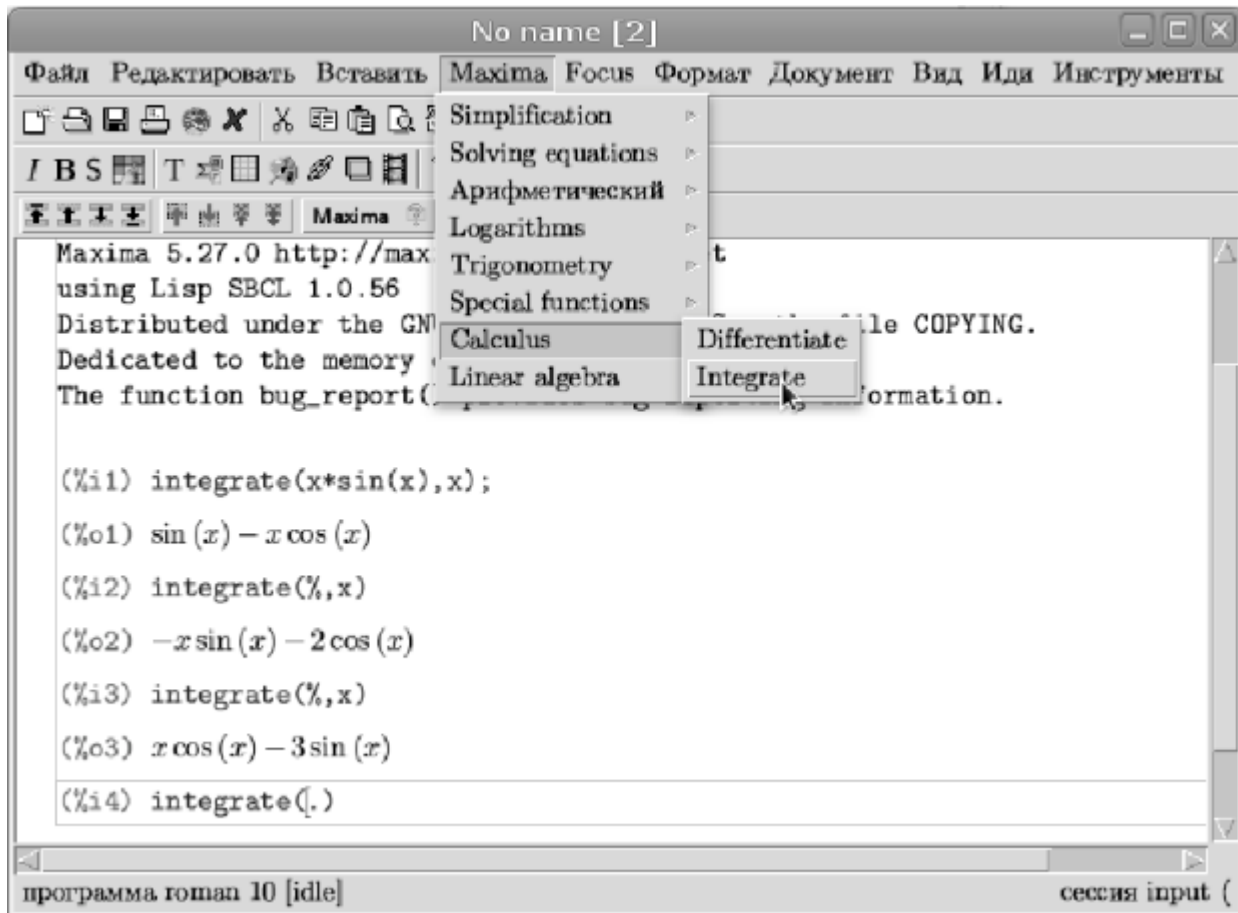 No name [2]
Файл Редактировать Вставить Maxima Focus Формат Документ Вид Иди Инструменты
I B S T
Maxima
Simplification
Solving equations
Арифметический
Logarithms
Trigonometry
Special functions
Calculus
Linear algebra
Differentiate
Integrate
Maxima 5.27.0 http://max t
using Lisp SBCL 1.0.56
Distributed under the GN file COPYING.
Dedicated to the memory
The function bug_report( information.
(%i1) integrate(x*sin(x),x);
(%o1) sin (x) − x cos (x)
(%i2) integrate(%,x)
(%o2) −x sin (x) − 2 cos (x)
(%i3) integrate(%,x)
(%o3) x cos (x) − 3 sin (x)
(%i4) integrate(.)
программа roman 10 [idle] сессия input (